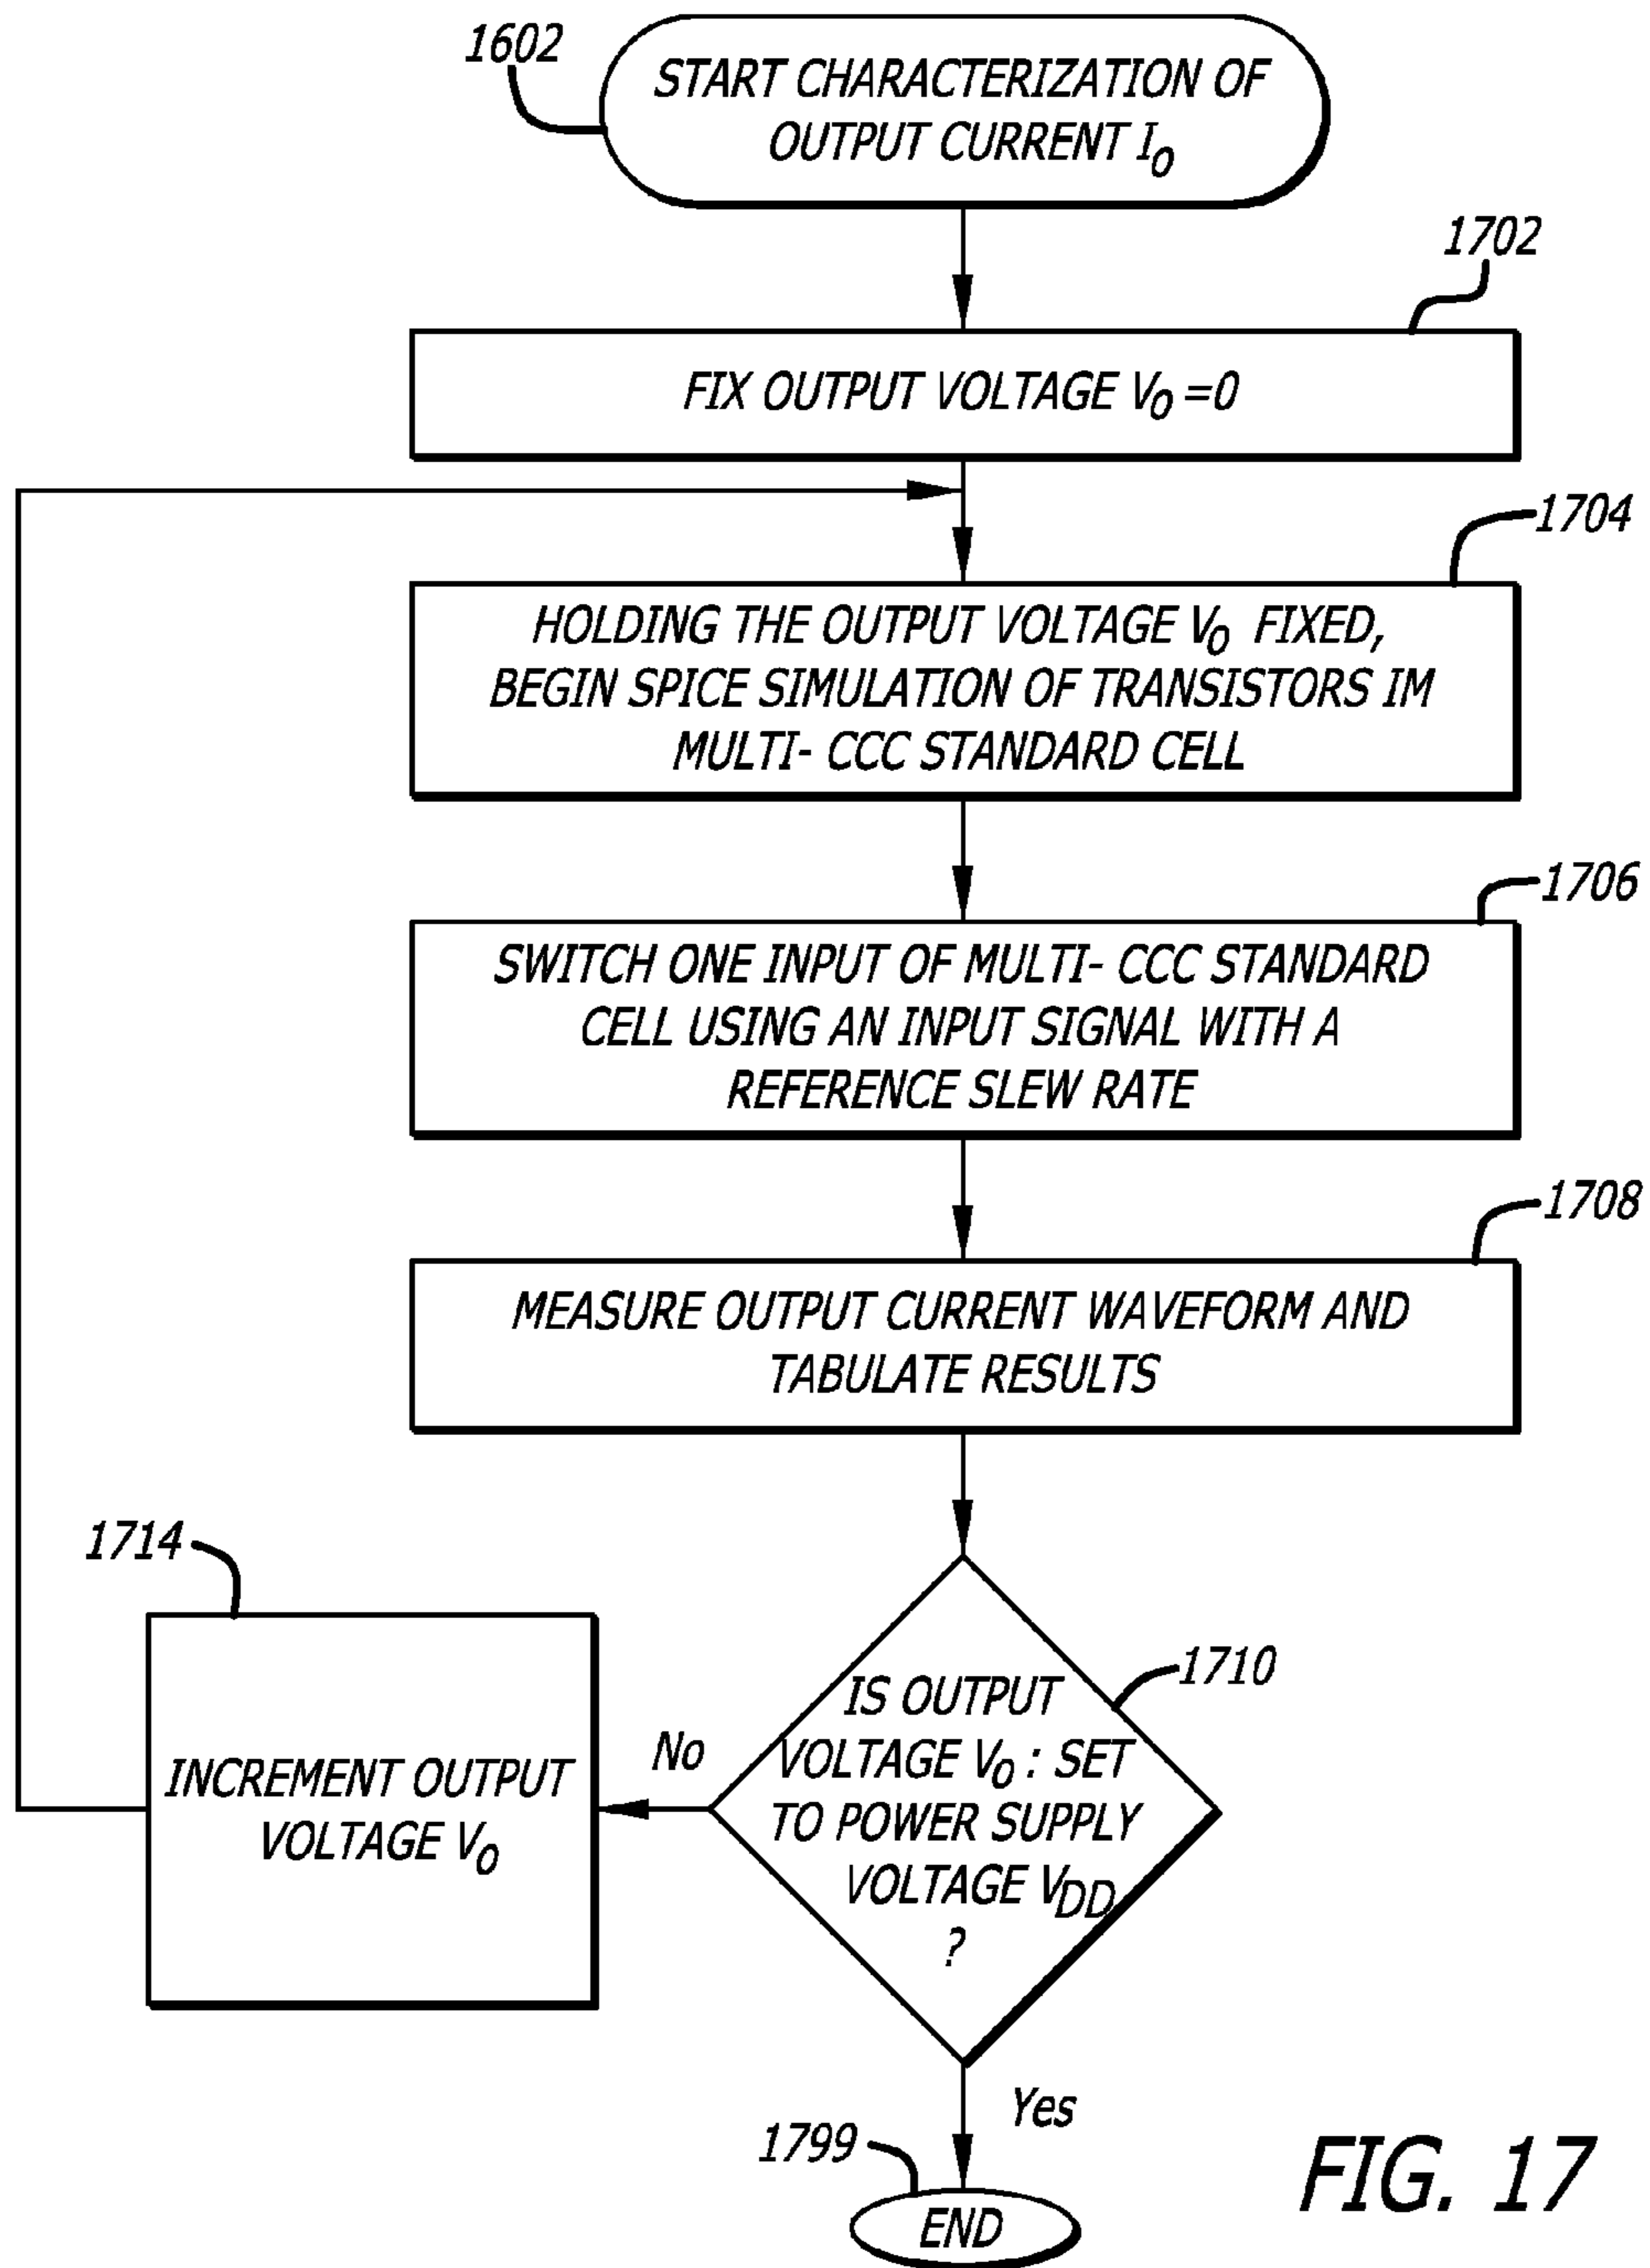 1602
START CHARACTERIZATION OF
OUTPUT CURRENT I0
1702
FIX OUTPUT VOLTAGE V0 =0
1704
HOLDING THE OUTPUT VOLTAGE V0 FIXED,
BEGIN SPICE SIMULATION OF TRANSISTORS IM
MULTI- CCC STANDARD CELL
1706
SWITCH ONE INPUT OF MULTI- CCC STANDARD
CELL USING AN INPUT SIGNAL WITH A
REFERENCE SLEW RATE
1708
MEASURE OUTPUT CURRENT WAVEFORM AND
TABULATE RESULTS
1710
IS OUTPUT
VOLTAGE V0 : SET
TO POWER SUPPLY
VOLTAGE VDD
?
No
1714
INCREMENT OUTPUT
VOLTAGE V0
Yes
1799
END
FIG. 17